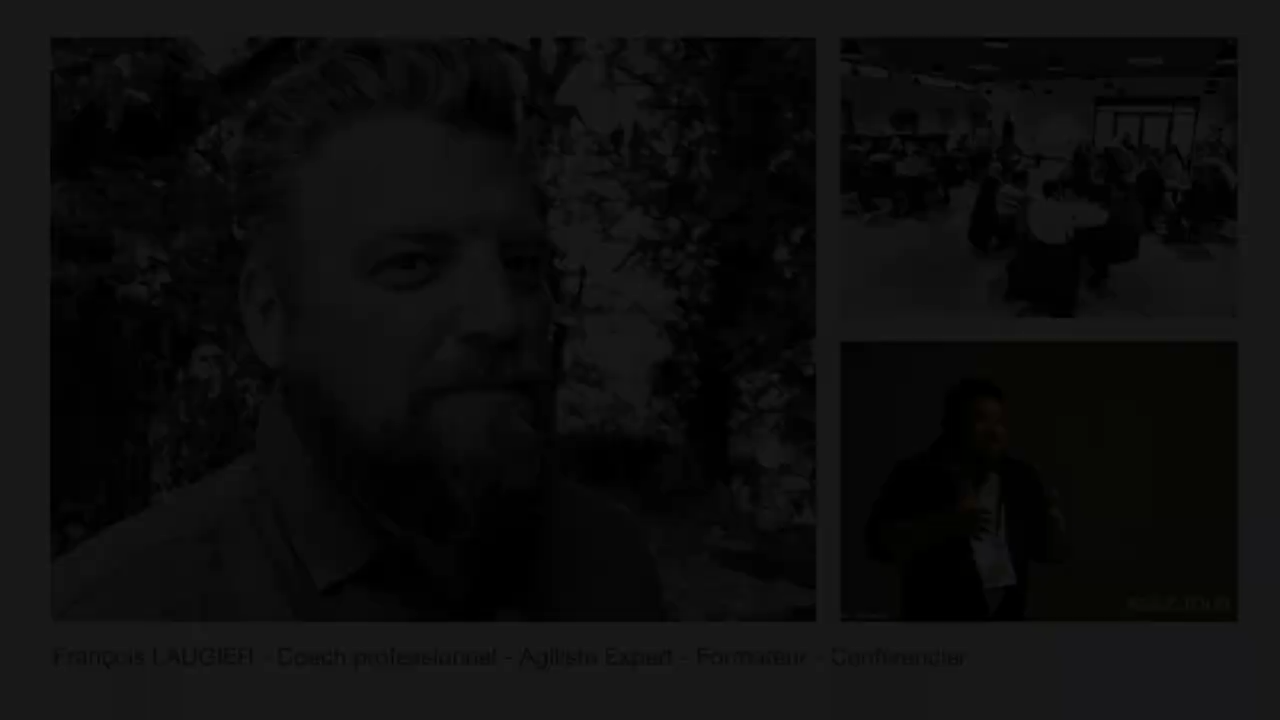 François LAUGIER - Coach professionnel - Agiliste Expert - Formateur - Conférencier